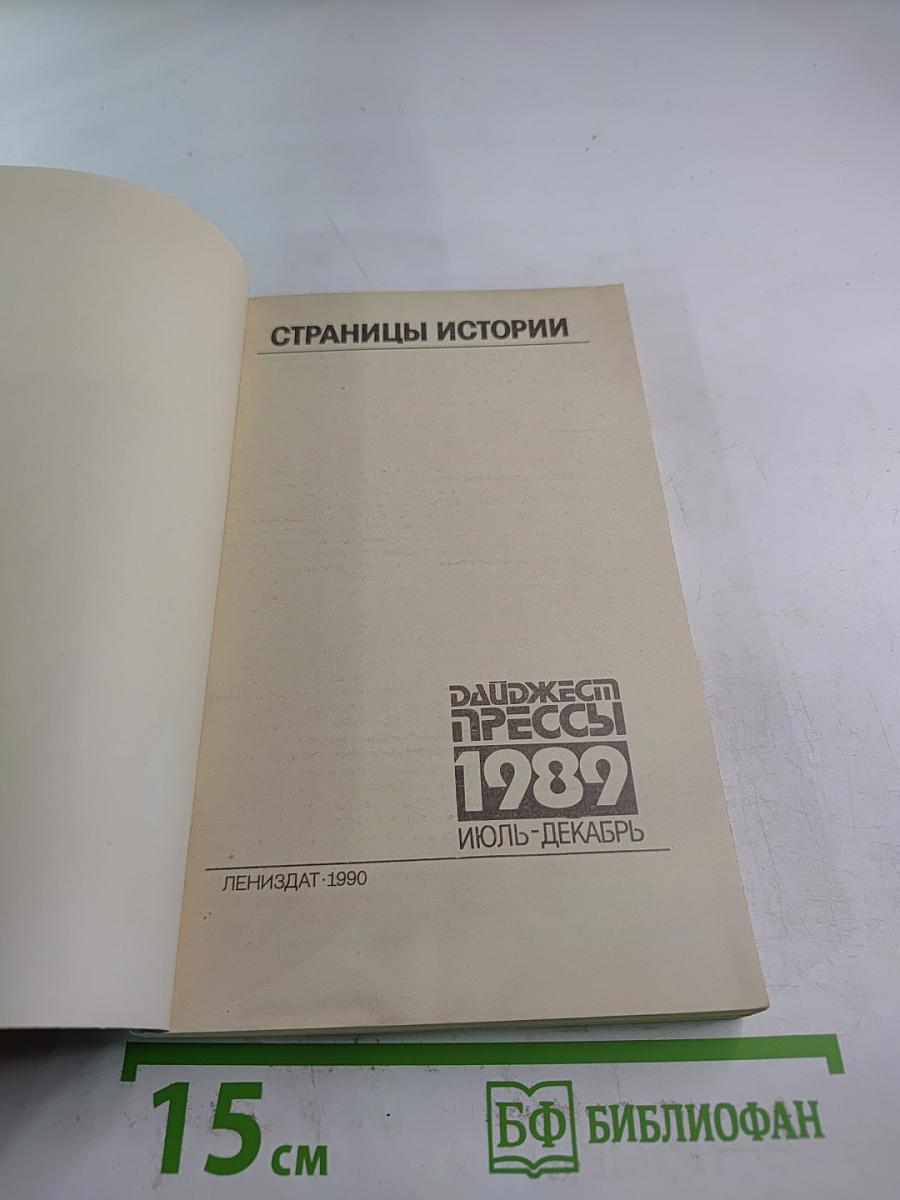 СТРАНИЦЫ ИСТОРИИ
ДАЙДЖЕСТ
ПРЕССЫ
1989
ИЮЛЬ-ДЕКАБРЬ
ЛЕНИЗДАТ·1990
15 см
БФ БИБЛИОФАН